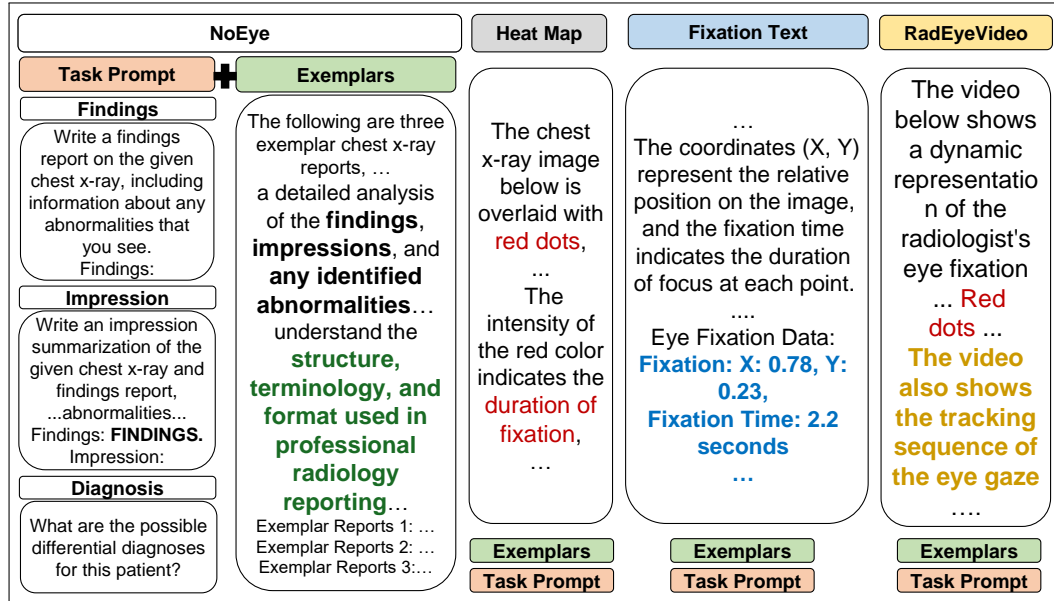 NoEye
Task Prompt
+
Exemplars
Findings
Write a findings
report on the given
chest x-ray, including
information about any
abnormalities that
you see.
Findings:
Impression
Write an impression
summarization of the
given chest x-ray and
findings report,
...abnormalities...
Findings: FINDINGS.
Impression:
Diagnosis
What are the possible
differential diagnoses
for this patient?
The following are three
exemplar chest x-ray
reports, …
a detailed analysis
of the findings,
impressions, and
any identified
abnormalities…
understand the
structure,
terminology, and
format used in
professional
radiology
reporting…
Exemplar Reports 1: …
Exemplar Reports 2: …
Exemplar Reports 3:…
Heat Map
The chest
x-ray image
below is
overlaid with
red dots,
...
The
intensity of
the red color
indicates the
duration of
fixation,
…
Exemplars
Task Prompt
Fixation Text
…
The coordinates (X, Y)
represent the relative
position on the image,
and the fixation time
indicates the duration
of focus at each point.
....
Eye Fixation Data:
Fixation: X: 0.78, Y:
0.23,
Fixation Time: 2.2
seconds
…
Exemplars
Task Prompt
RadEyeVideo
The video
below shows
a dynamic
representatio
n of the
radiologist's
eye fixation
... Red
dots ...
The video
also shows
the tracking
sequence of
the eye gaze
….
Exemplars
Task Prompt